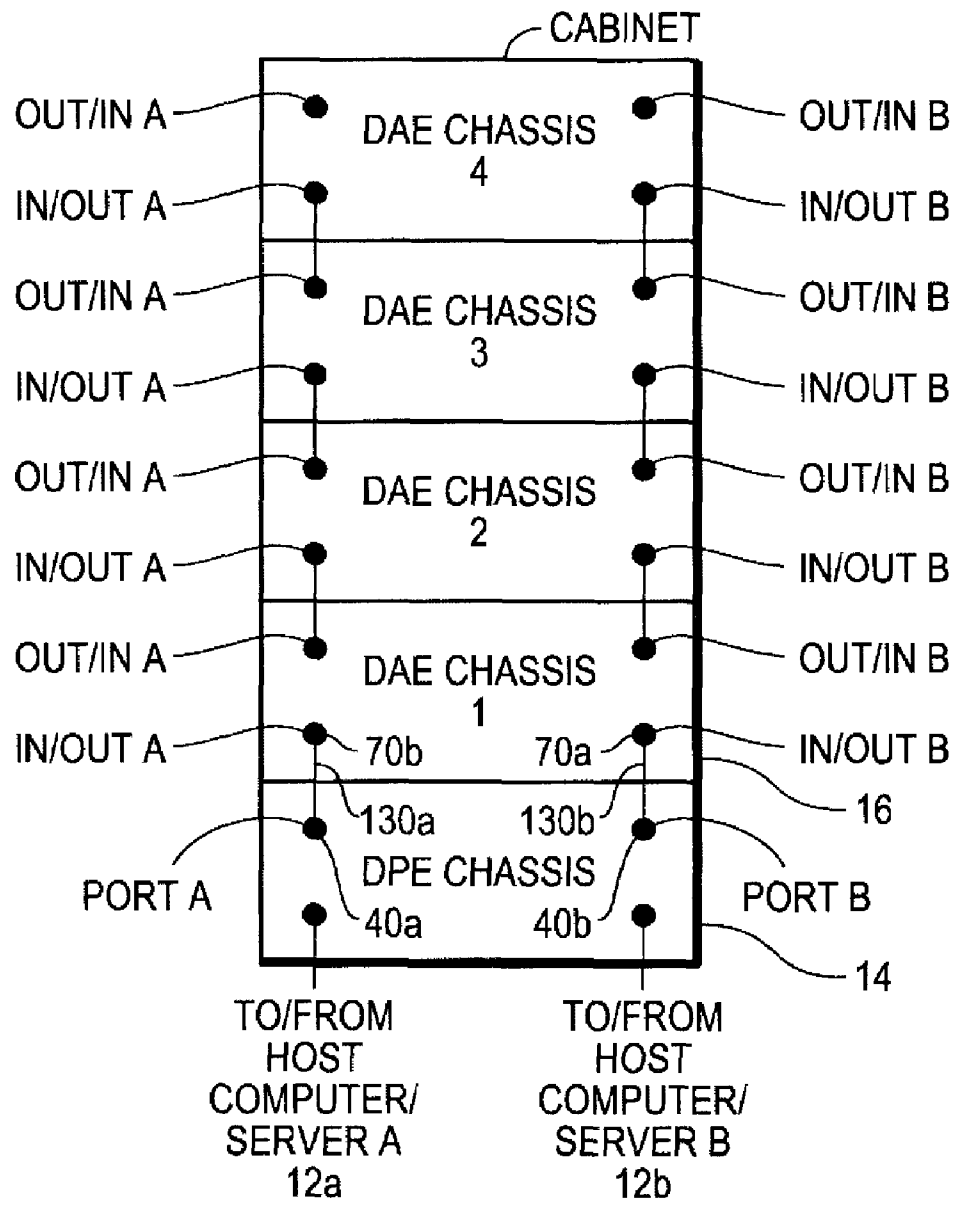 CABINET
OUT/IN A
DAE CHASSIS
4
OUT/IN B
IN/OUT A
IN/OUT B
OUT/IN A
DAE CHASSIS
3
OUT/IN B
IN/OUT A
IN/OUT B
OUT/IN A
DAE CHASSIS
2
OUT/IN B
IN/OUT A
IN/OUT B
OUT/IN A
DAE CHASSIS
1
OUT/IN B
IN/OUT A
70b
70a
IN/OUT B
16
130a
130b
PORT A
DPE CHASSIS
PORT B
40a
40b
14
TO/FROM
HOST
COMPUTER/
SERVER A
12a
TO/FROM
HOST
COMPUTER/
SERVER B
12b